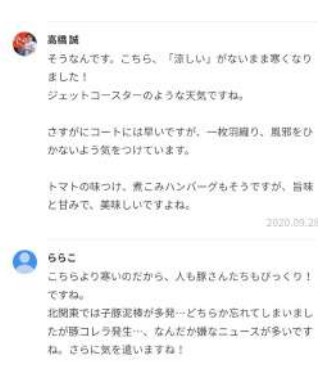 高橋 誠
そうなんです。こちら、「涼しい」がないまま寒くなり
ました！
ジェットコースターのような天気ですね。
さすがにコートには早いですが、一枚羽織り、風邪をひ
かないよう気をつけています。
トマトの味つけ、煮こみハンバーグもそうですが、旨味
と甘みで、美味しいですよね。
2020.09.28
ららこ
こちらより寒いのだから、人も豚さんたちもびっくり！
ですね。
北関東では子豚泥棒が多発…どちらか忘れてしまいまし
たが豚コレラ発生…、なんだか嫌なニュースが多いです
ね。さらに気を遣いますね！